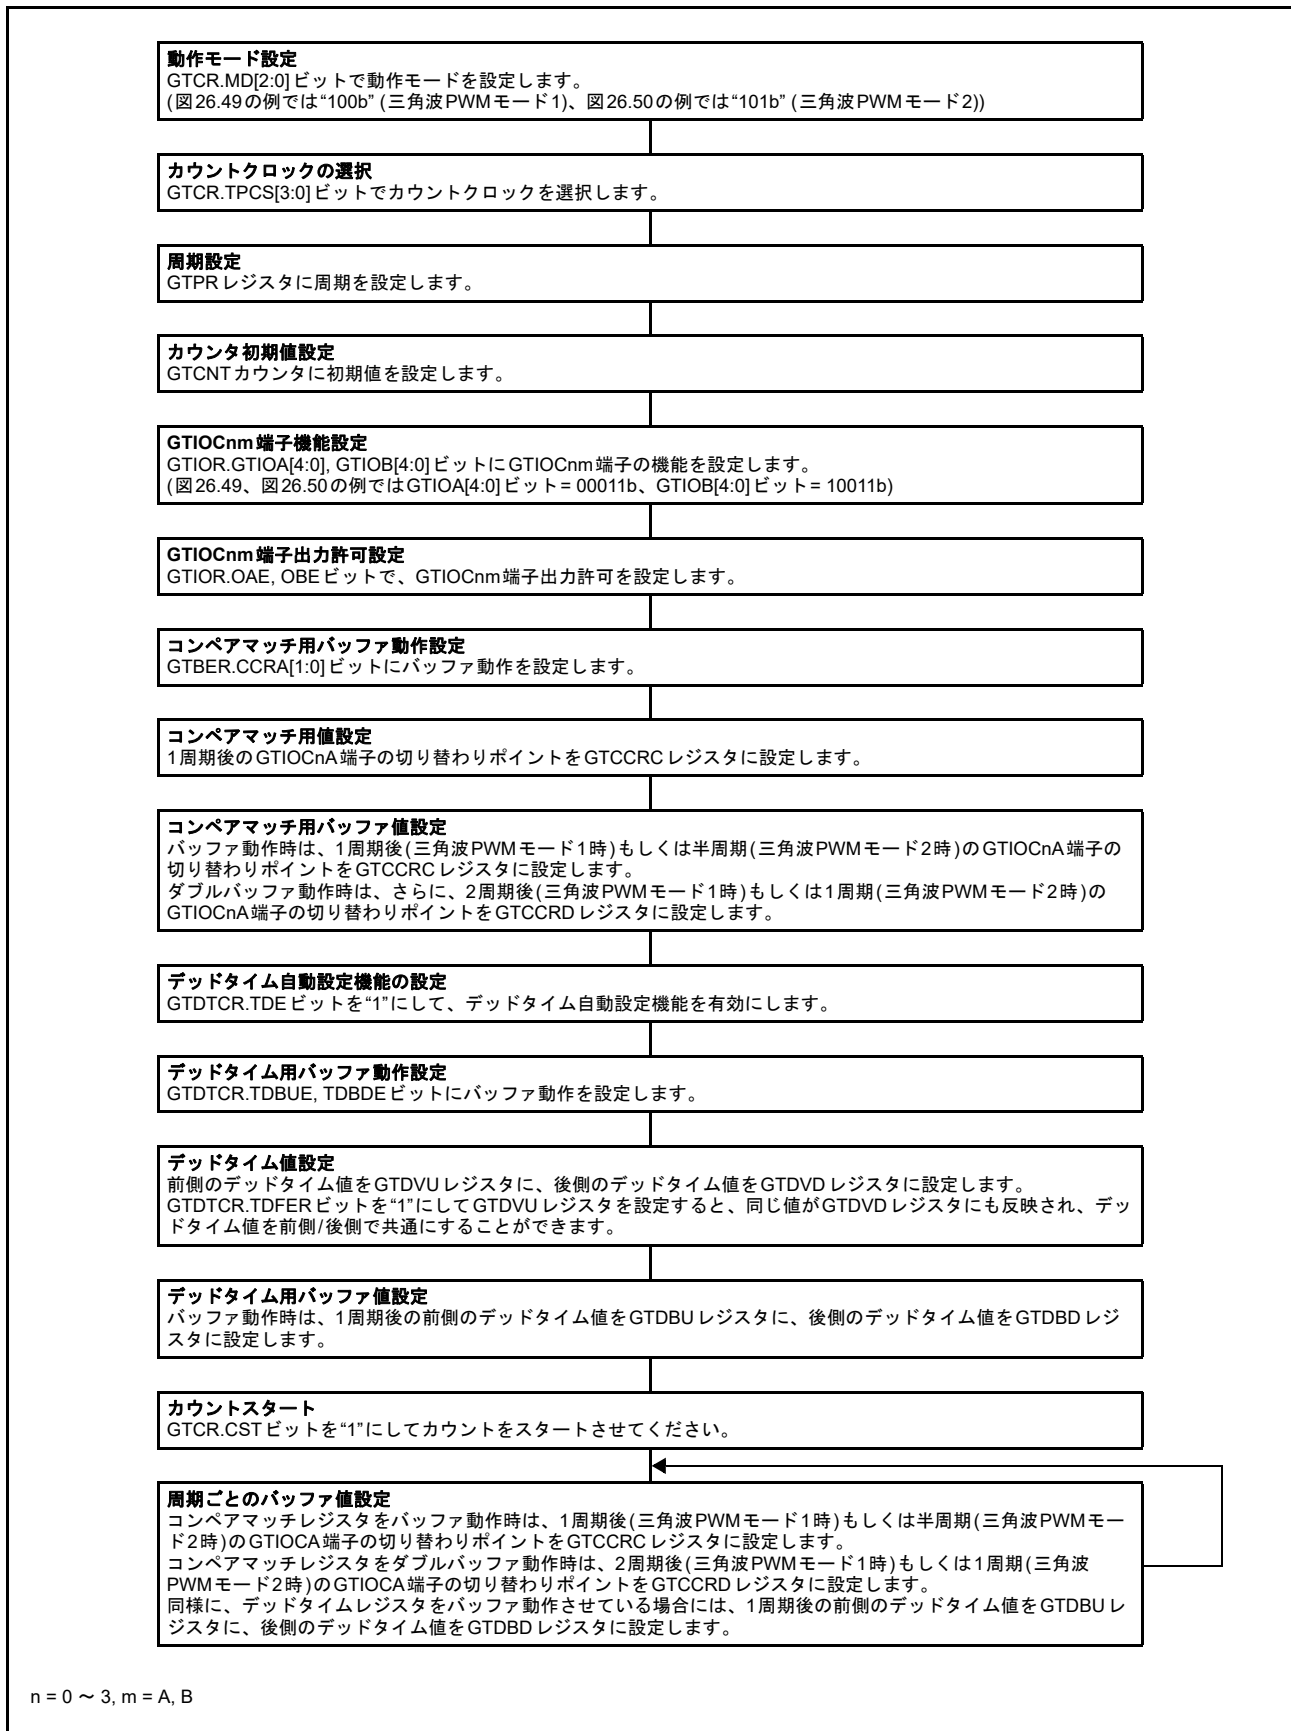 動作モード設定
GTCR.MD[2:0]ビットで動作モードを設定します。
(図26.49の例では“100b” (三角波PWMモード1)、図26.50の例では“101b” (三角波PWMモード2))
カウントクロックの選択
GTCR.TPCS[3:0]ビットでカウントクロックを選択します。
周期設定
GTPRレジスタに周期を設定します。
カウンタ初期値設定
GTCNTカウンタに初期値を設定します。
GTIOCnm端子機能設定
GTIOR.GTIOA[4:0], GTIOB[4:0]ビットにGTIOCnm端子の機能を設定します。
(図26.49、図26.50の例ではGTIOA[4:0]ビット= 00011b、GTIOB[4:0]ビット= 10011b)
GTIOCnm端子出力許可設定
GTIOR.OAE, OBEビットで、GTIOCnm端子出力許可を設定します。
コンペアマッチ用バッファ動作設定
GTBER.CCRA[1:0]ビットにバッファ動作を設定します。
コンペアマッチ用値設定
1周期後のGTIOCnA端子の切り替わりポイントをGTCCRCレジスタに設定します。
コンペアマッチ用バッファ値設定
バッファ動作時は、1周期後(三角波PWMモード1時)もしくは半周期(三角波PWMモード2時)のGTIOCnA端子の
切り替わりポイントをGTCCRCレジスタに設定します。
ダブルバッファ動作時は、さらに、2周期後(三角波PWMモード1時)もしくは1周期(三角波PWMモード2時)の
GTIOCnA端子の切り替わりポイントをGTCCRDレジスタに設定します。
デッドタイム自動設定機能の設定
GTDTCR.TDEビットを“1”にして、デッドタイム自動設定機能を有効にします。
デッドタイム用バッファ動作設定
GTDTCR.TDBUE, TDBDEビットにバッファ動作を設定します。
デッドタイム値設定
前側のデッドタイム値をGTDVUレジスタに、後側のデッドタイム値をGTDVDレジスタに設定します。
GTDTCR.TDFERビットを“1”にしてGTDVUレジスタを設定すると、同じ値がGTDVDレジスタにも反映され、デッ
ドタイム値を前側/後側で共通にすることができます。
デッドタイム用バッファ値設定
バッファ動作時は、1周期後の前側のデッドタイム値をGTDBUレジスタに、後側のデッドタイム値をGTDBDレジ
スタに設定します。
カウントスタート
GTCR.CSTビットを“1”にしてカウントをスタートさせてください。
周期ごとのバッファ値設定
コンペアマッチレジスタをバッファ動作時は、1周期後(三角波PWMモード1時)もしくは半周期(三角波PWMモー
ド2時)のGTIOCA端子の切り替わりポイントをGTCCRCレジスタに設定します。
コンペアマッチレジスタをダブルバッファ動作時は、2周期後(三角波PWMモード1時)もしくは1周期(三角波
PWMモード2時)のGTIOCA端子の切り替わりポイントをGTCCRDレジスタに設定します。
同様に、デッドタイムレジスタをバッファ動作させている場合には、1周期後の前側のデッドタイム値をGTDBUレ
ジスタに、後側のデッドタイム値をGTDBDレジスタに設定します。
n = 0 ～ 3, m = A, B